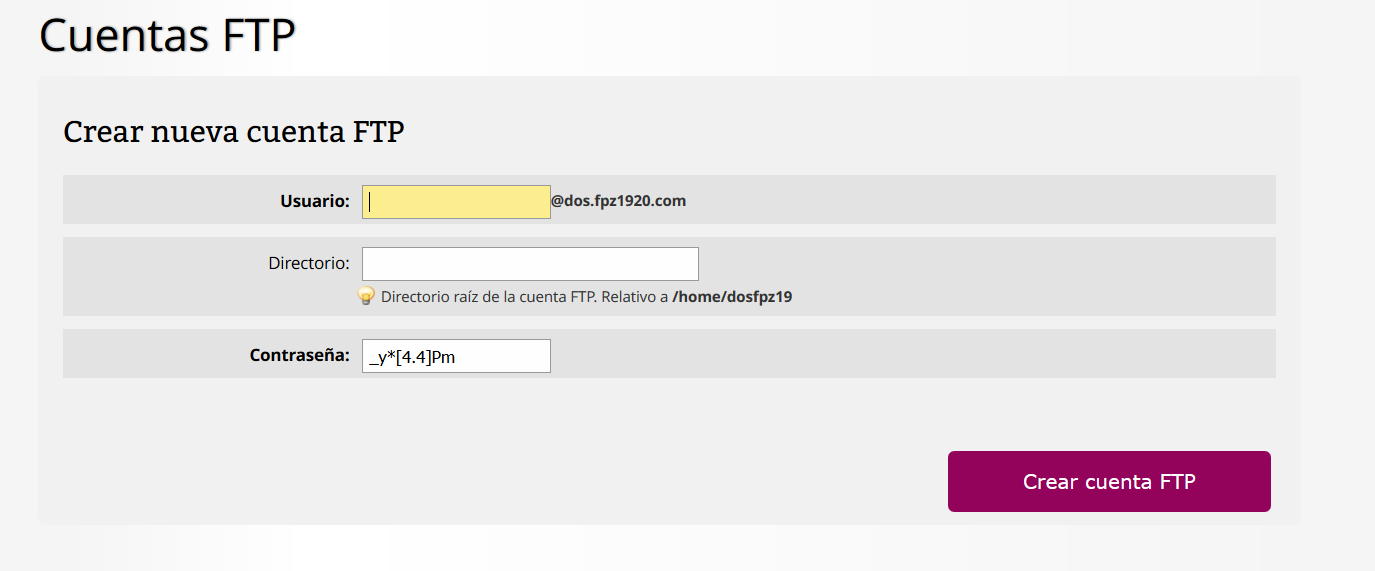 Cuentas FTP
Crear nueva cuenta FTP
Usuario: @dos.fpz1920.com
Directorio:
Directorio raíz de la cuenta FTP. Relativo a /home/dosfpz19
Contraseña: _y*[4.4]Pm
Crear cuenta FTP